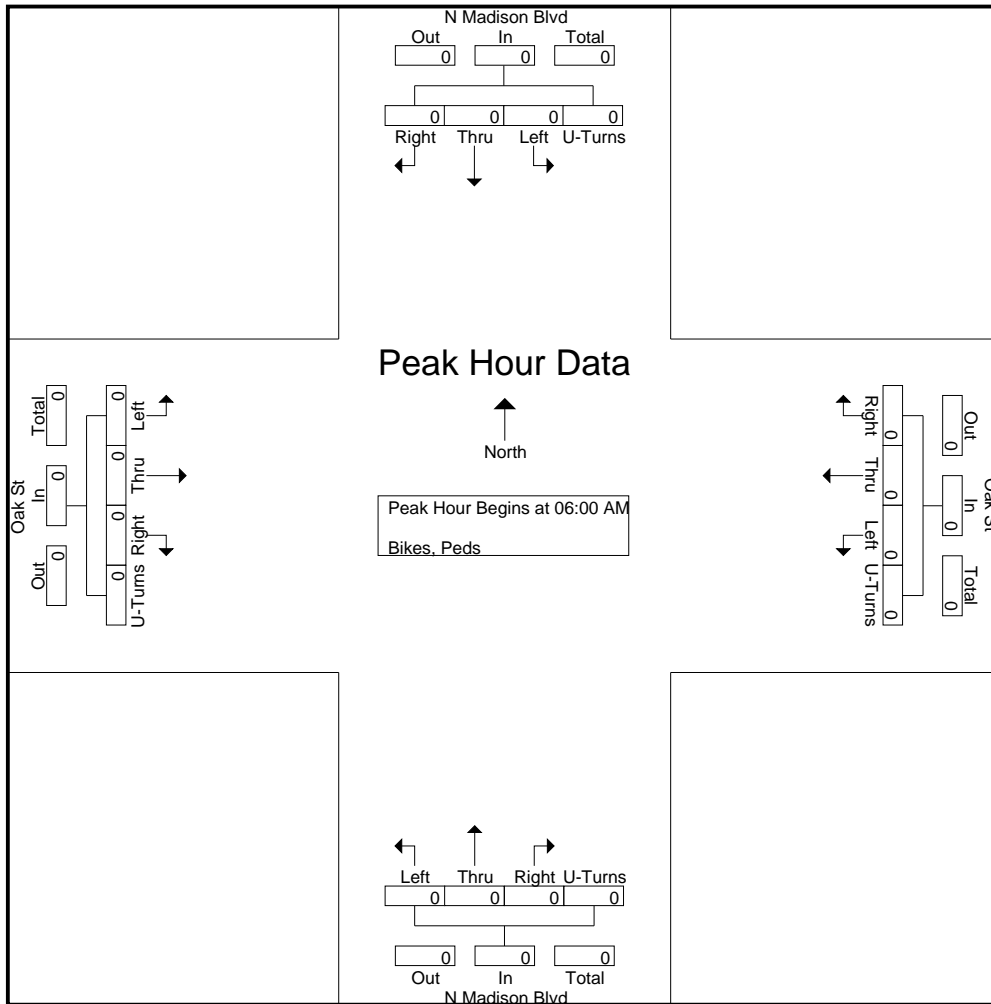 N Madison Blvd
Out In Total
0 0 0
0 0 0 0
Right Thru Left U-Turns
Peak Hour Data
North
Peak Hour Begins at 06:00 AM
Bikes, Peds
Oak St
Total In Out
0 0 0
0 0 0 0
Left Thru Right U-Turns
Right Thru Left U-Turns
0 0 0 0
0 0 0
Out In Total
Oak St
Left Thru Right U-Turns
0 0 0 0
0 0 0
Out In Total
N Madison Blvd